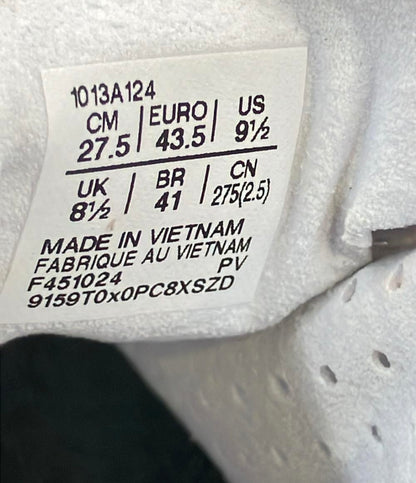 1013A124
CM | EURO | US
27.5 | 43.5 | 9½
UK | BR | CN
8½ | 41 | 275(2.5)
MADE IN VIETNAM
FABRIQUE AU VIETNAM
F451024 PV
9159T0x0PC8XSZD